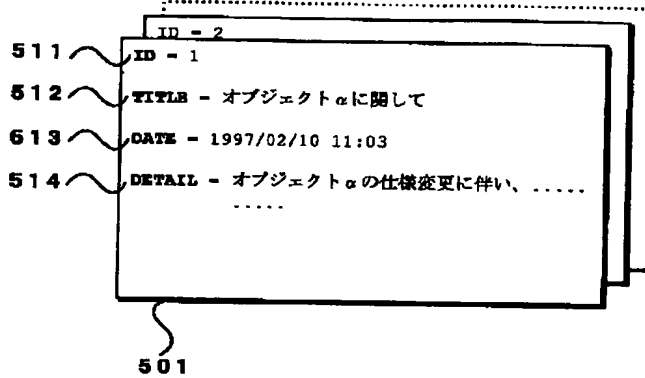 ID - 2
511 ID - 1
512 TITLE - オブジェクトαに関して
613 DATE - 1997/02/10 11:03
514 DETAIL - オブジェクトαの仕様変更に伴い、.....
.....
501